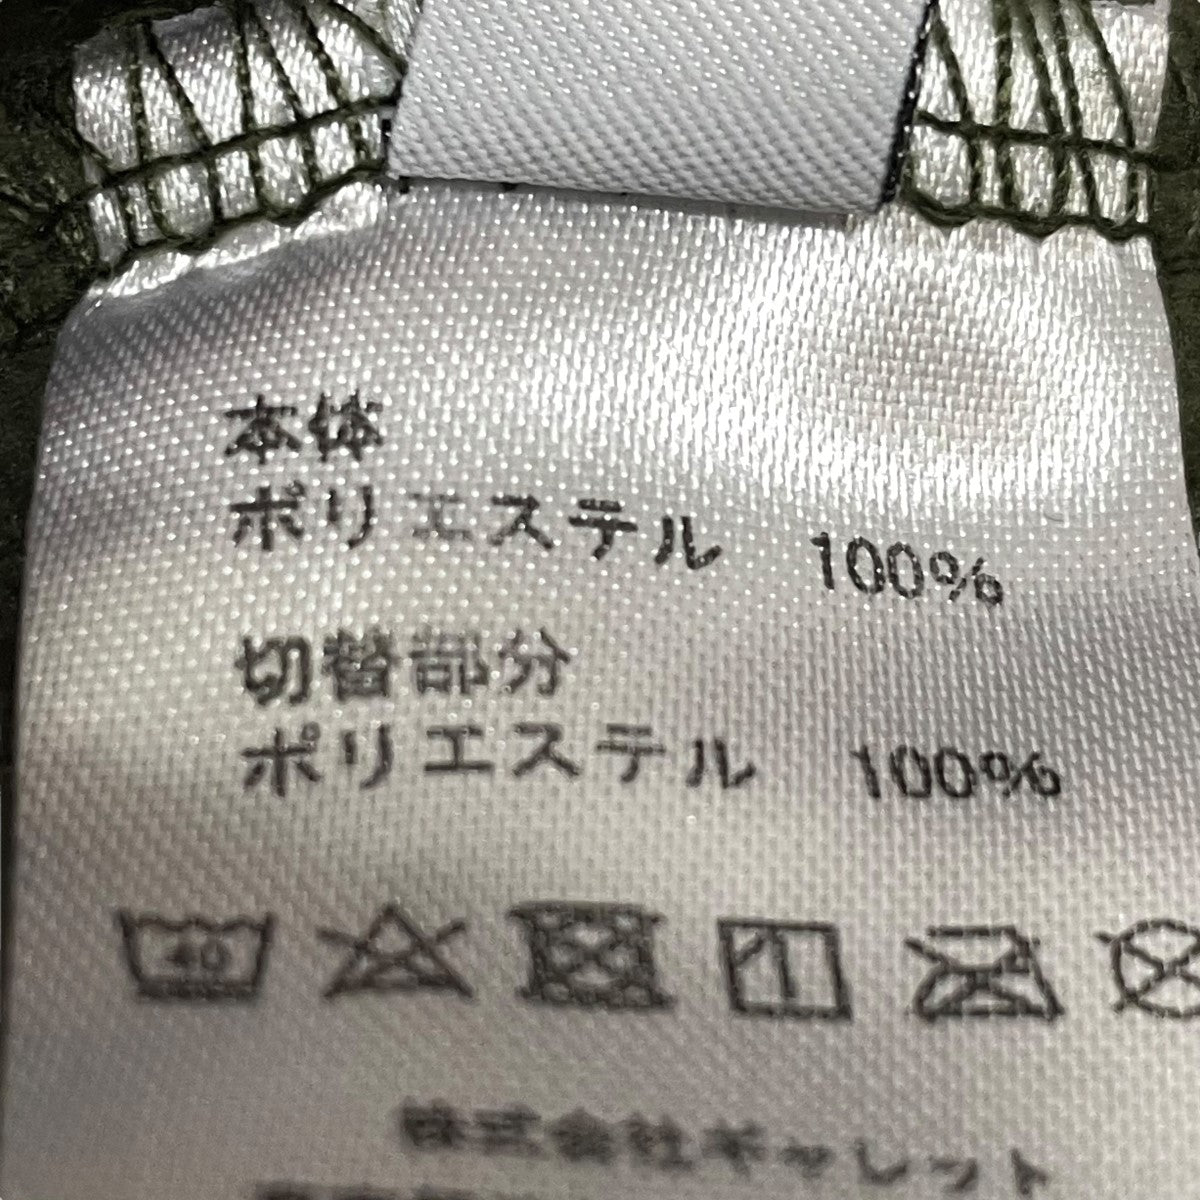 本体
ポリエステル 100%
切替部分
ポリエステル 100%
40
株式会社ギャレット